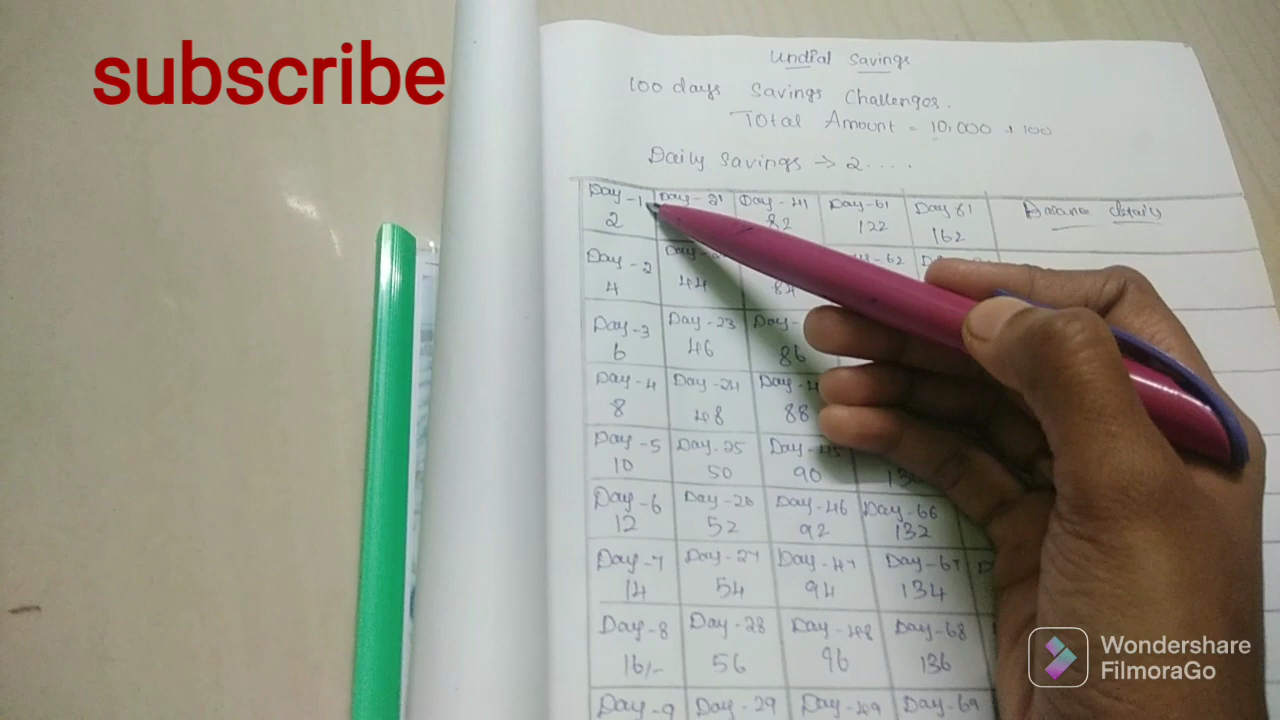 subscribe
Undial Savings
100 days Savings Challenges.
Total Amount = 10,000 + 100
Daily Savings → 2 . . . .
Day-1 Day-21 Day-41 Day-61 Day 81
2 82 122 162
Day-2
4 44 84
Day-3 Day-23 Day-
6 46 86
Day-4 Day-24
8 48 88
Day-5 Day-25 Day-45
10 50 90
Day-6 Day-26 Day-46 Day-66
12 52 92 132
Day-7 Day-27 Day-47 Day-67
14 54 94 134
Day-8 Day-28 Day-48 Day-68
16/- 56 96 136
Day-9 Day-29 Day-49 Day-69
Wondershare
FilmoraGo